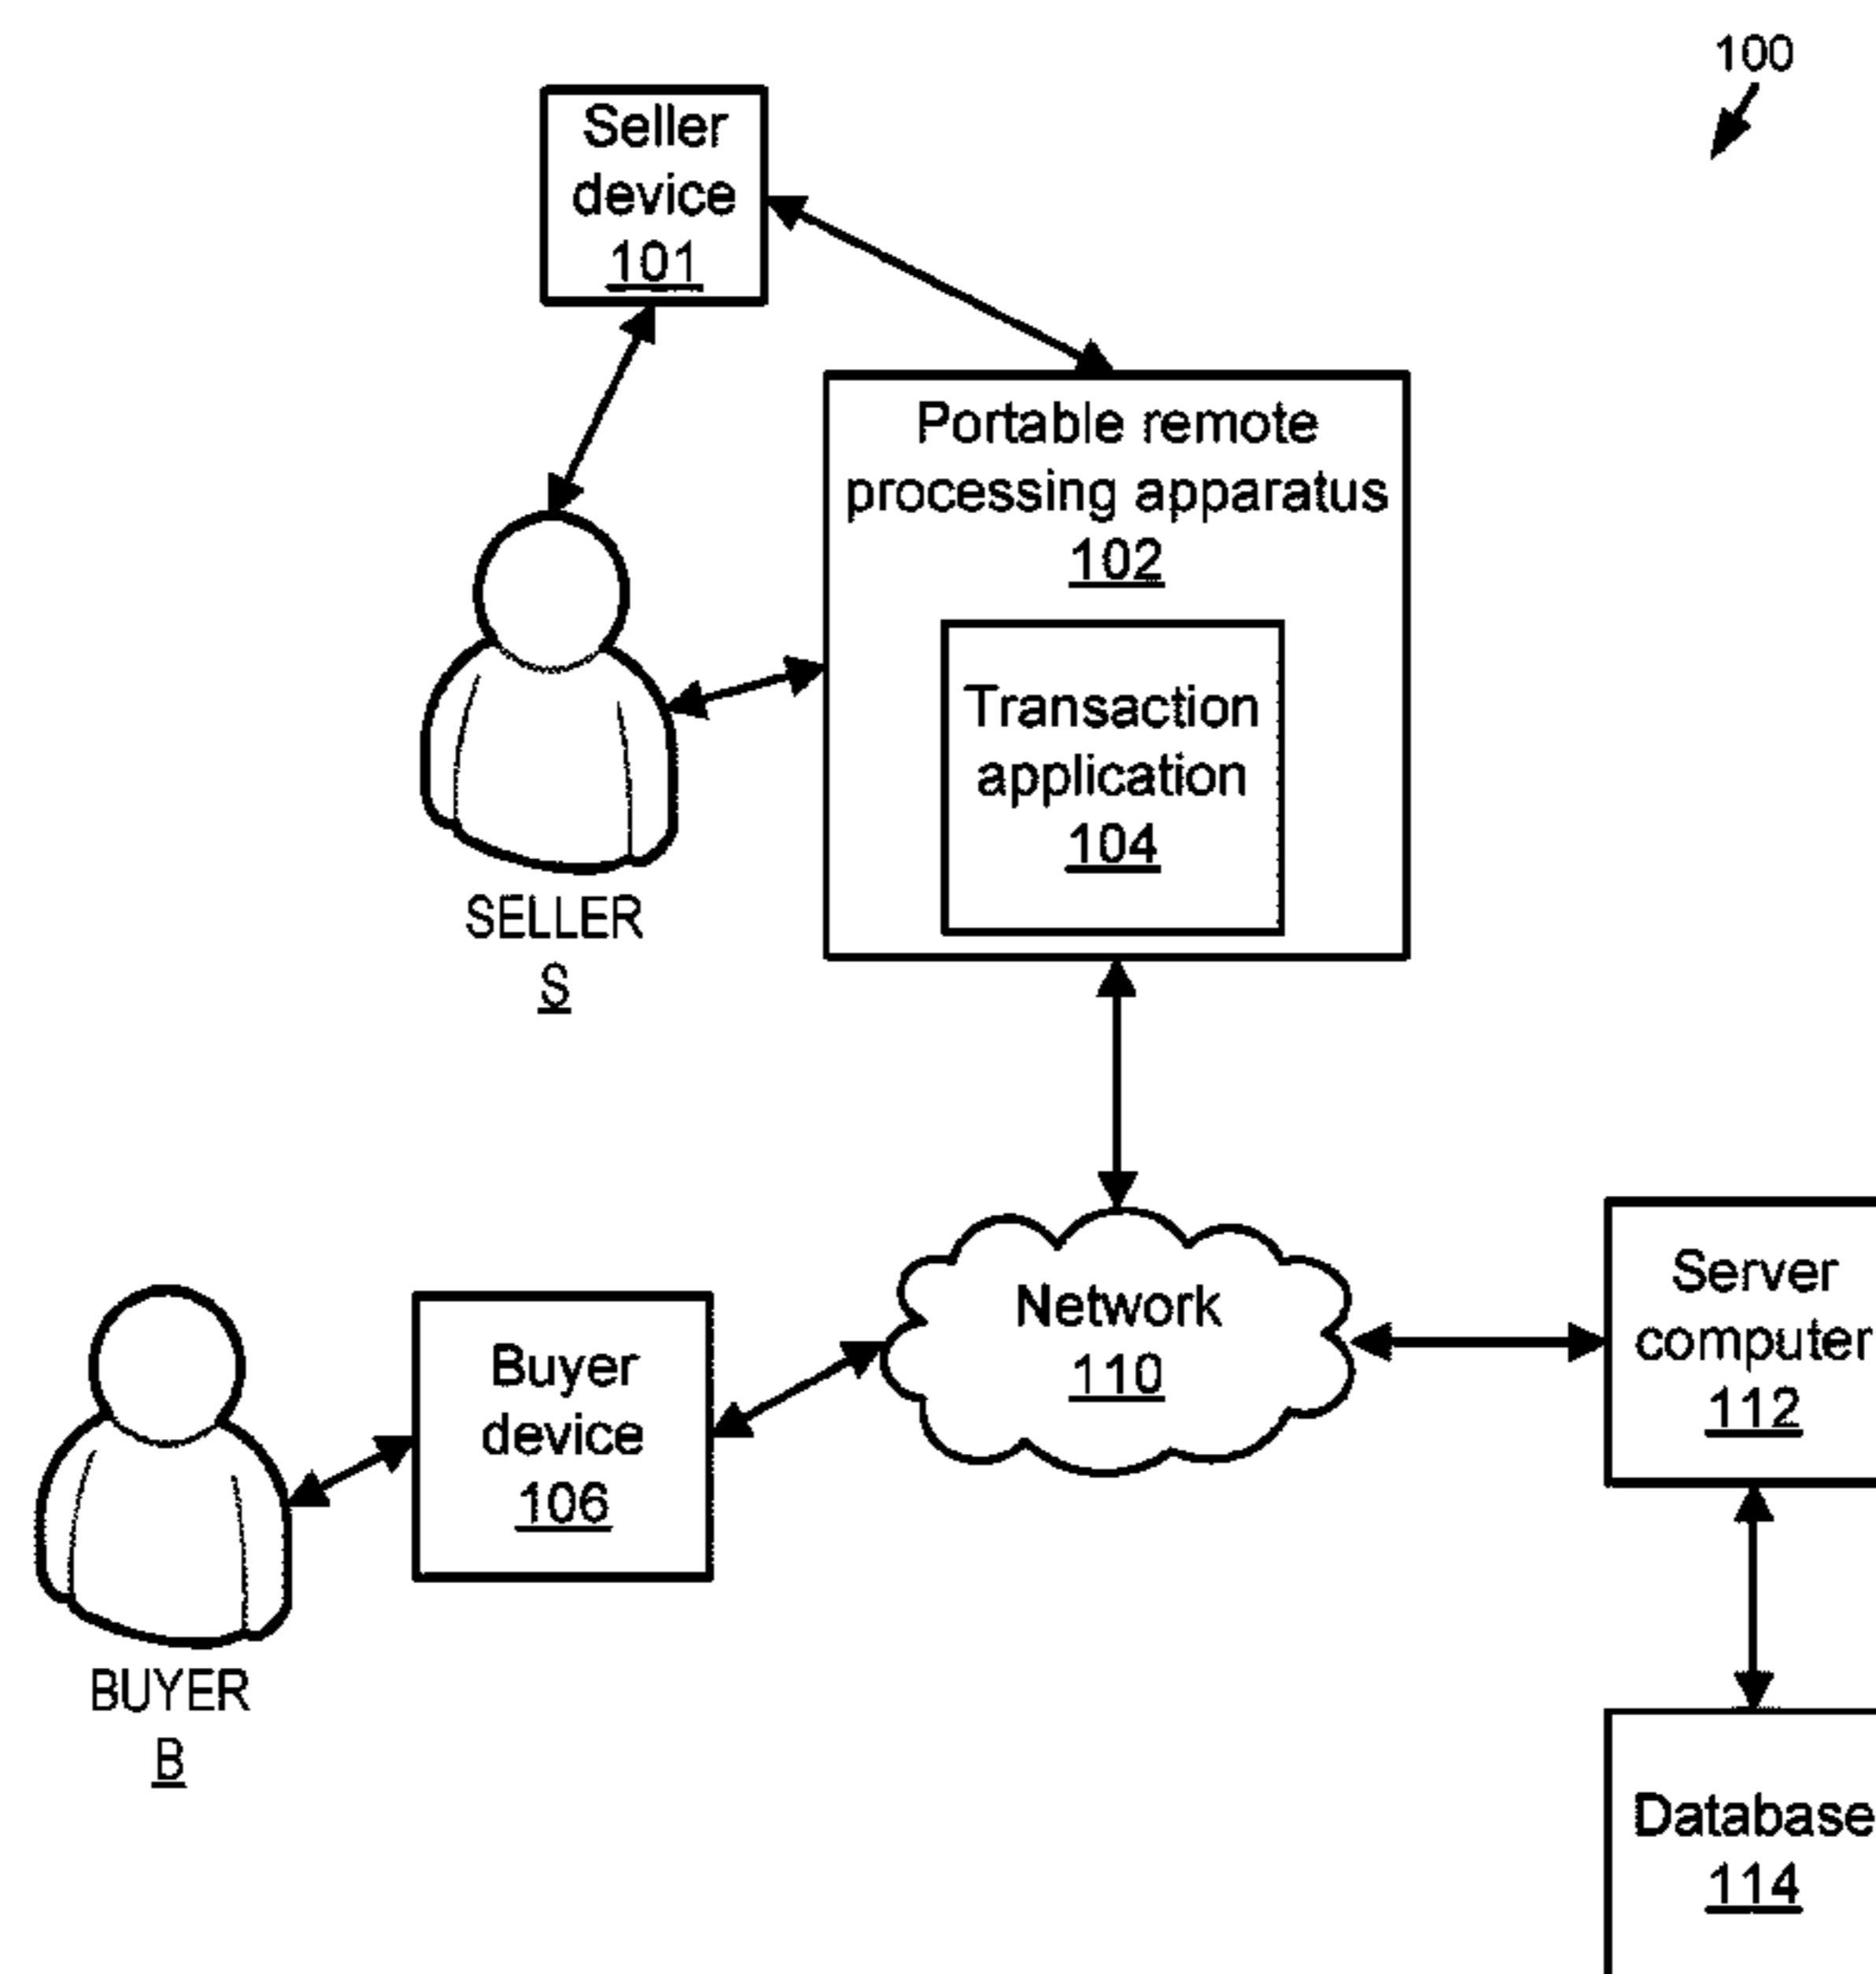 100
Seller
device
101
Portable remote
processing apparatus
102
Transaction
application
104
SELLER
S
Network
110
Server
computer
112
Buyer
device
106
BUYER
B
Database
114